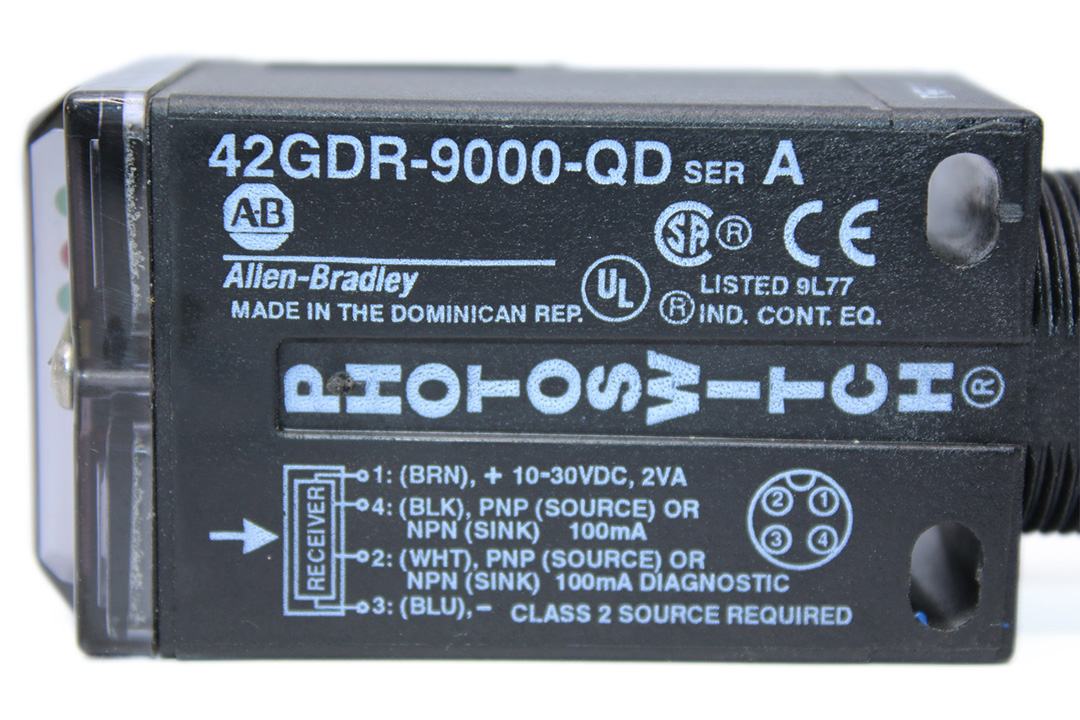 42GDR-9000-QD SER A
A-B
SA ® CE
Allen-Bradley
UL ® LISTED 9L77
MADE IN THE DOMINICAN REP. IND. CONT. EQ.
PHOTOSWITCH®
RECEIVER
1: (BRN), + 10-30VDC, 2VA
4: (BLK), PNP (SOURCE) OR
NPN (SINK) 100mA
2: (WHT), PNP (SOURCE) OR
NPN (SINK) 100mA DIAGNOSTIC
3: (BLU), – CLASS 2 SOURCE REQUIRED
2 1
3 4